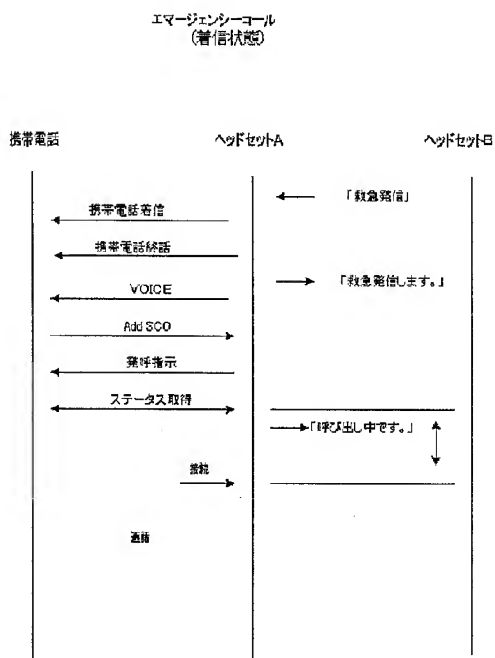 エマージェンシーコール
(着信状態)
携帯電話
ヘッドセットA
ヘッドセットB
「救急発信」
携帯電話着信
携帯電話終話
「救急発信します。」
VOICE
Add SCO
発呼指示
ステータス取得
「呼び出し中です。」
接続
通話